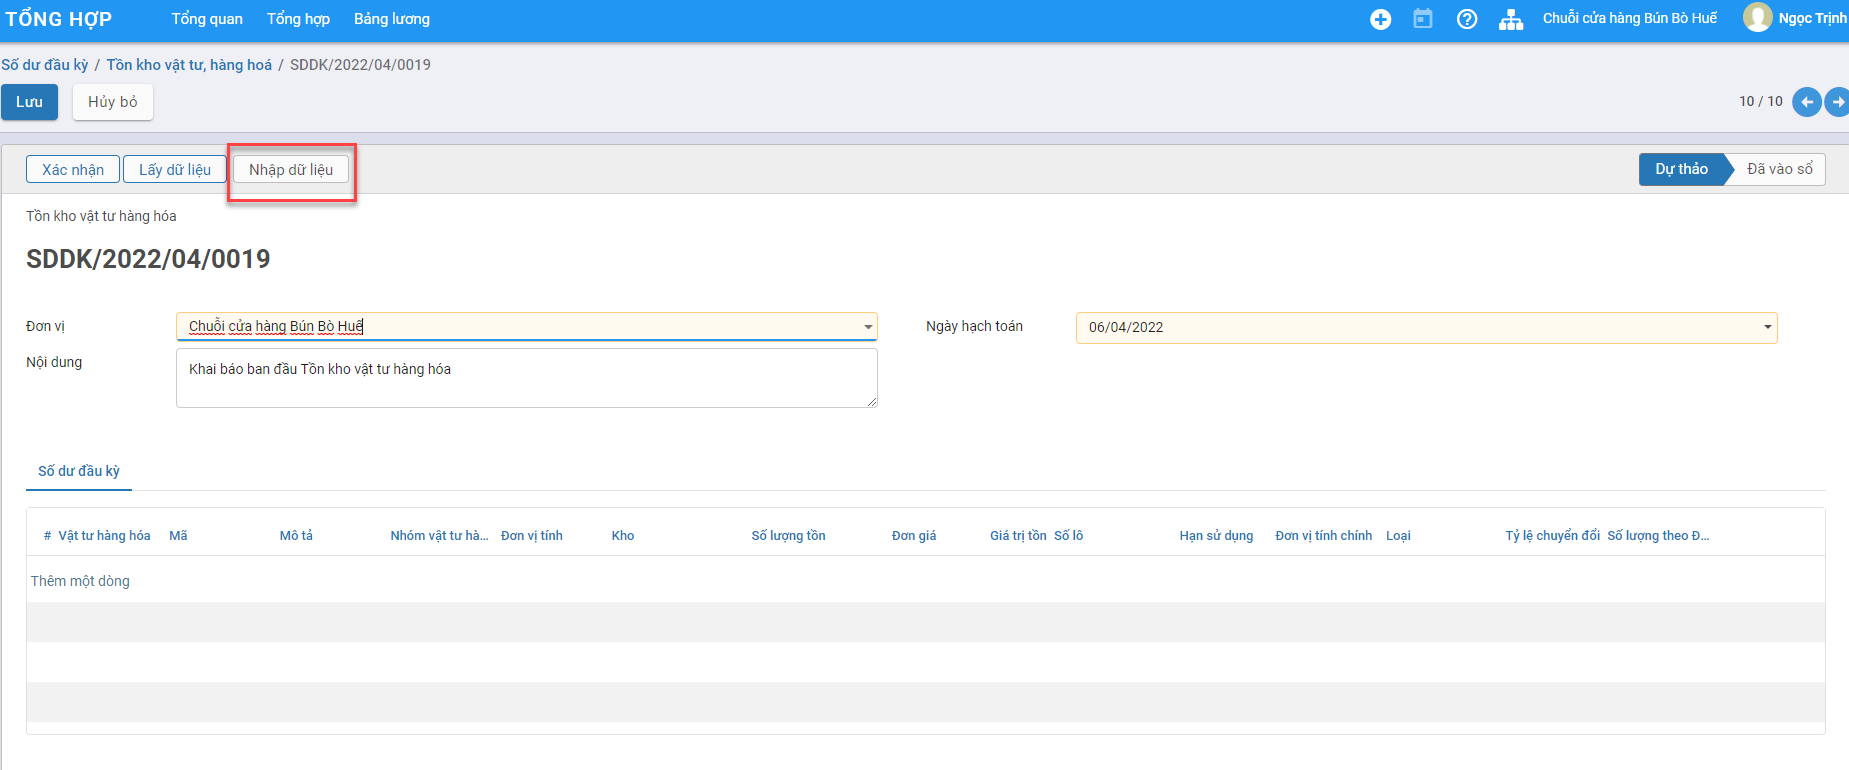 TỔNG HỢP Tổng quan Tổng hợp Bảng lương Chuỗi cửa hàng Bún Bò Huế Ngọc Trịnh
Số dư đầu kỳ / Tồn kho vật tư, hàng hoá / SDDK/2022/04/0019
Lưu Hủy bỏ 10 / 10
Xác nhận Lấy dữ liệu Nhập dữ liệu Dự thảo Đã vào sổ
Tồn kho vật tư hàng hóa
SDDK/2022/04/0019
Đơn vị Chuỗi cửa hàng Bún Bò Huế Ngày hạch toán 06/04/2022
Nội dung Khai báo ban đầu Tồn kho vật tư hàng hóa
Số dư đầu kỳ
# Vật tư hàng hóa Mã Mô tả Nhóm vật tư hà... Đơn vị tính Kho Số lượng tồn Đơn giá Giá trị tồn Số lô Hạn sử dụng Đơn vị tính chính Loại Tỷ lệ chuyển đổi Số lượng theo Đ...
Thêm một dòng